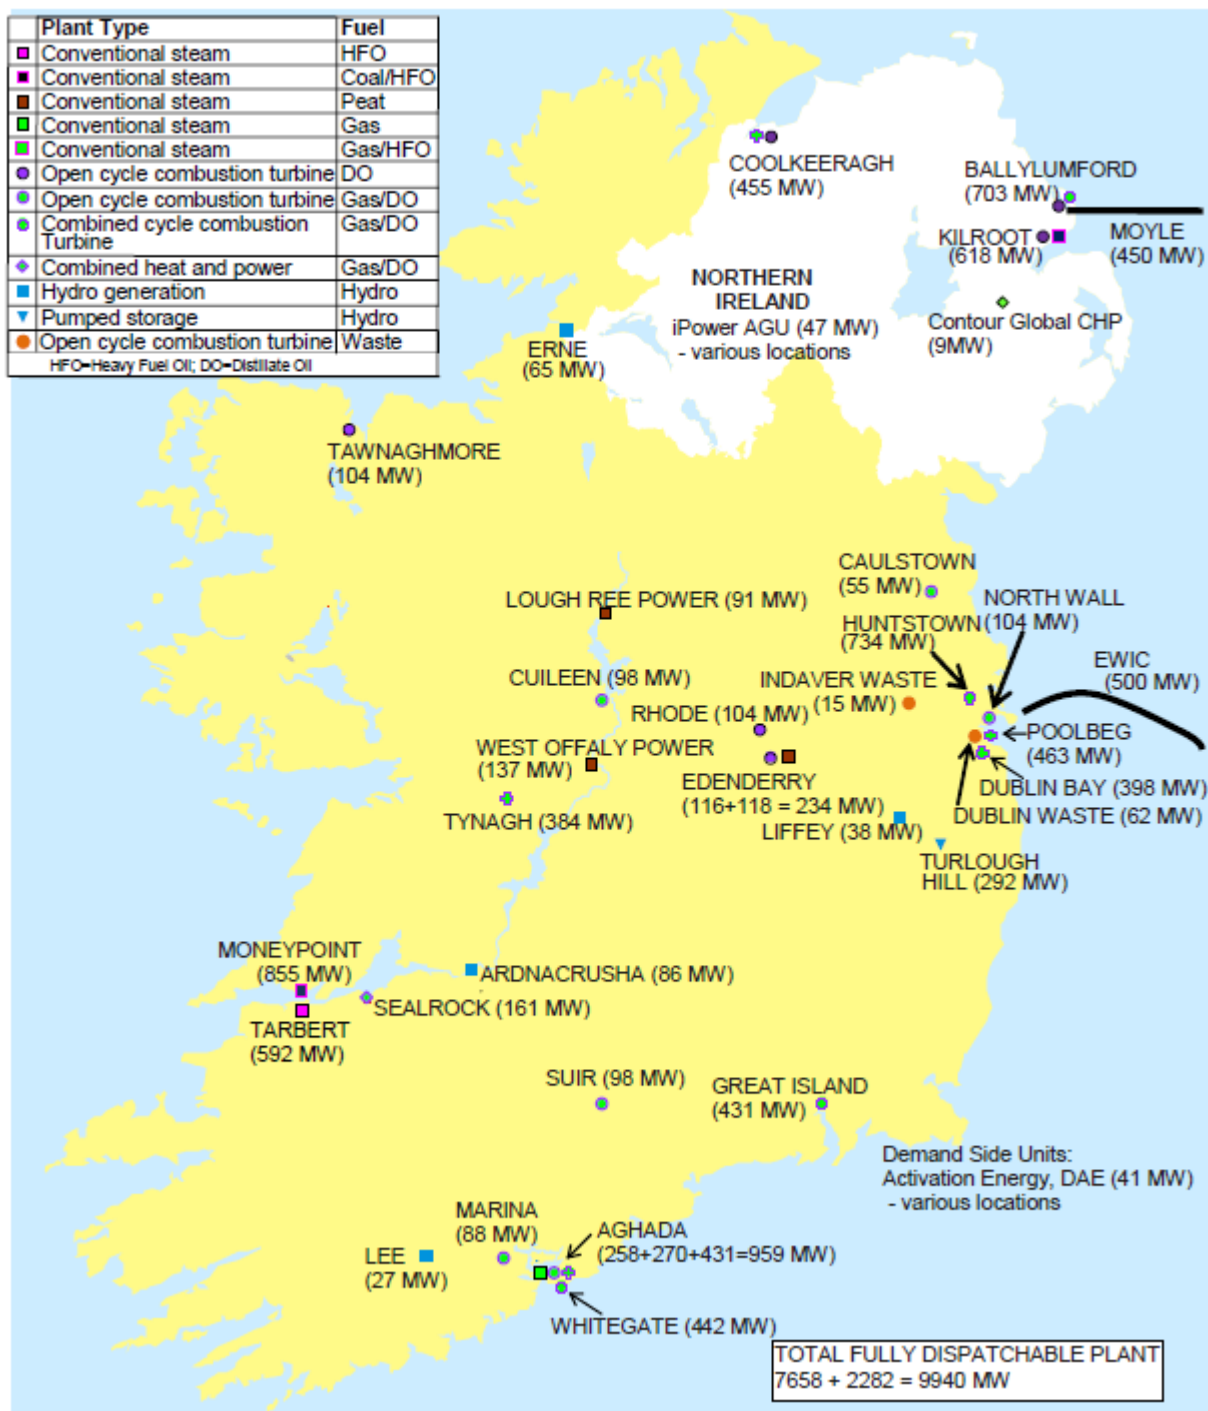 Plant Type Fuel
Conventional steam HFO
Conventional steam Coal/HFO
Conventional steam Peat
Conventional steam Gas
Conventional steam Gas/HFO
Open cycle combustion turbine DO
Open cycle combustion turbine Gas/DO
Combined cycle combustion Gas/DO
Turbine
Combined heat and power Gas/DO
Hydro generation Hydro
Pumped storage Hydro
Open cycle combustion turbine Waste
HFO=Heavy Fuel Oil; DO=Distillate Oil
COOLKEERAGH
(455 MW)
BALLYLUMFORD
(703 MW)
MOYLE
(450 MW)
KILROOT
(618 MW)
NORTHERN
IRELAND
iPower AGU (47 MW)
- various locations
Contour Global CHP
(9MW)
ERNE
(65 MW)
TAWNAGHMORE
(104 MW)
CAULSTOWN
(55 MW)
LOUGH REE POWER (91 MW)
NORTH WALL
(104 MW)
HUNTSTOWN
(734 MW)
EWIC
(500 MW)
CUILEEN (98 MW)
INDAVER WASTE
(15 MW)
RHODE (104 MW)
POOLBEG
(463 MW)
WEST OFFALY POWER
(137 MW)
EDENDERRY
(116+118 = 234 MW)
DUBLIN BAY (398 MW)
DUBLIN WASTE (62 MW)
TYNAGH (384 MW)
LIFFEY (38 MW)
TURLOUGH
HILL (292 MW)
MONEYPOINT
(855 MW)
ARDNACRUSHA (86 MW)
SEALROCK (161 MW)
TARBERT
(592 MW)
SUIR (98 MW)
GREAT ISLAND
(431 MW)
Demand Side Units:
Activation Energy, DAE (41 MW)
- various locations
MARINA
(88 MW)
AGHADA
(258+270+431=959 MW)
LEE
(27 MW)
WHITEGATE (442 MW)
TOTAL FULLY DISPATCHABLE PLANT
7658 + 2282 = 9940 MW